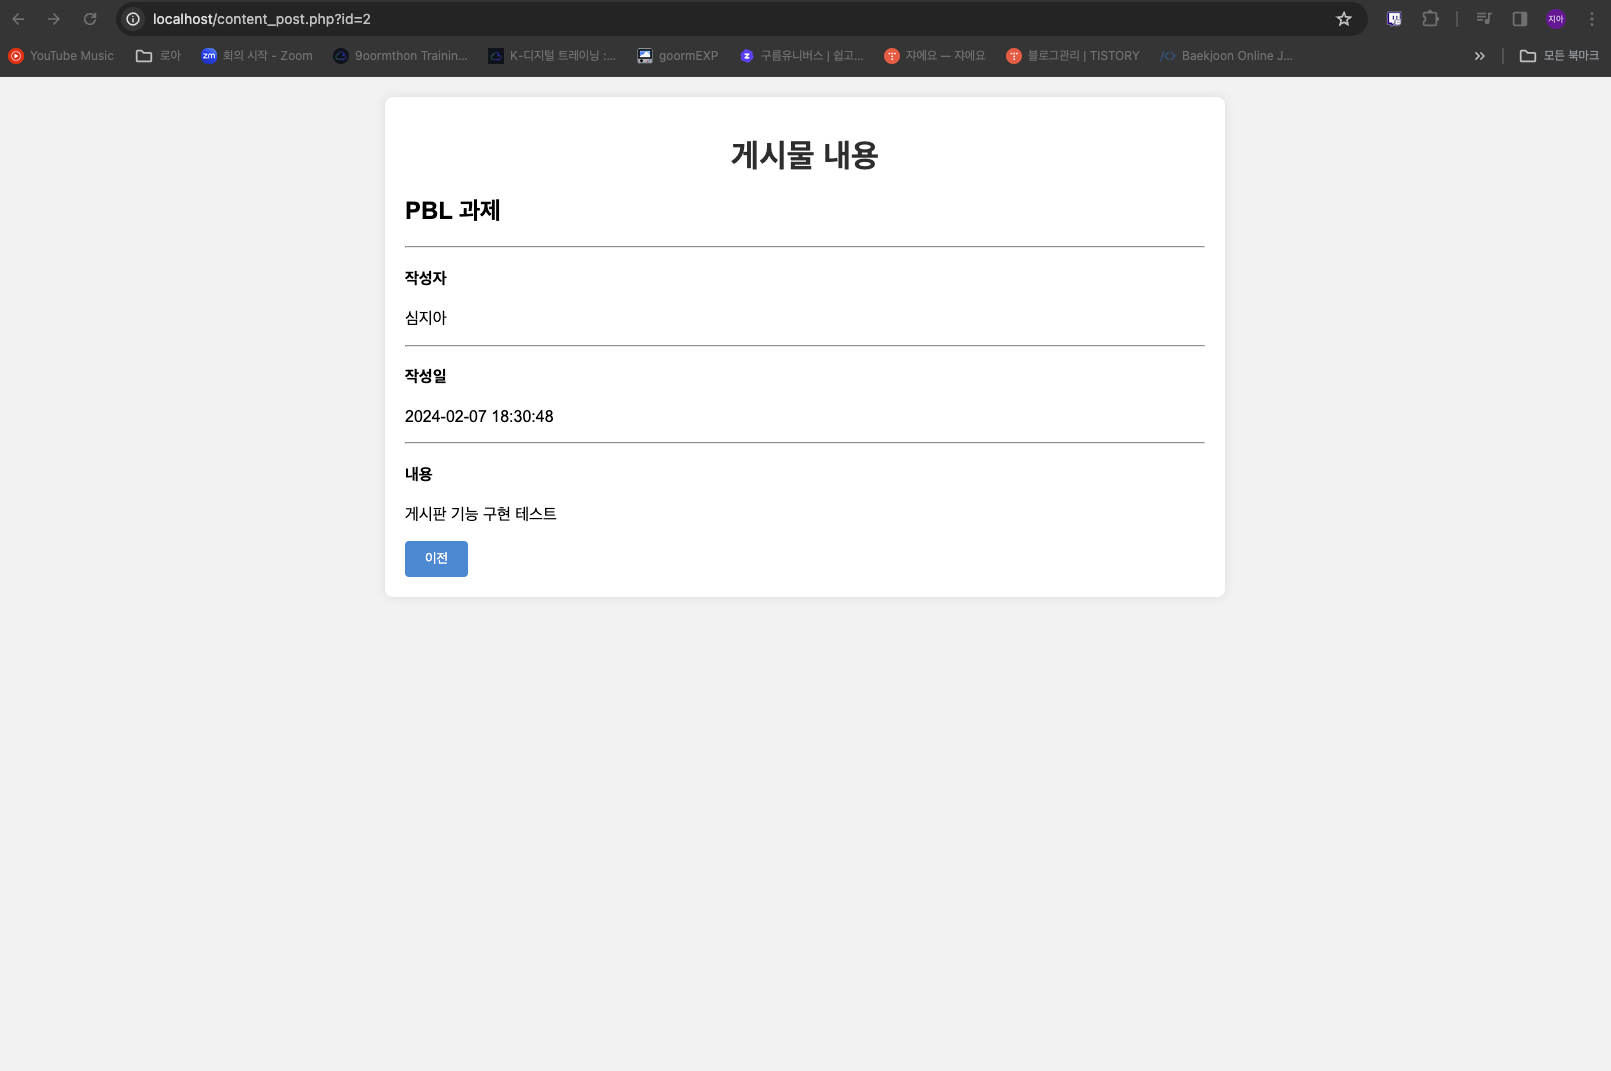 localhost/content_post.php?id=2
지아
YouTube Music
로아
zm 회의 시작 - Zoom
9oormthon Trainin...
K-디지털 트레이닝 :...
goormEXP
구름유니버스 | 쉽고...
쟈에요 — 쟈에요
블로그관리 | TISTORY
</> Baekjoon Online J...
»
모든 북마크
게시물 내용
PBL 과제
작성자
심지아
작성일
2024-02-07 18:30:48
내용
게시판 기능 구현 테스트
이전